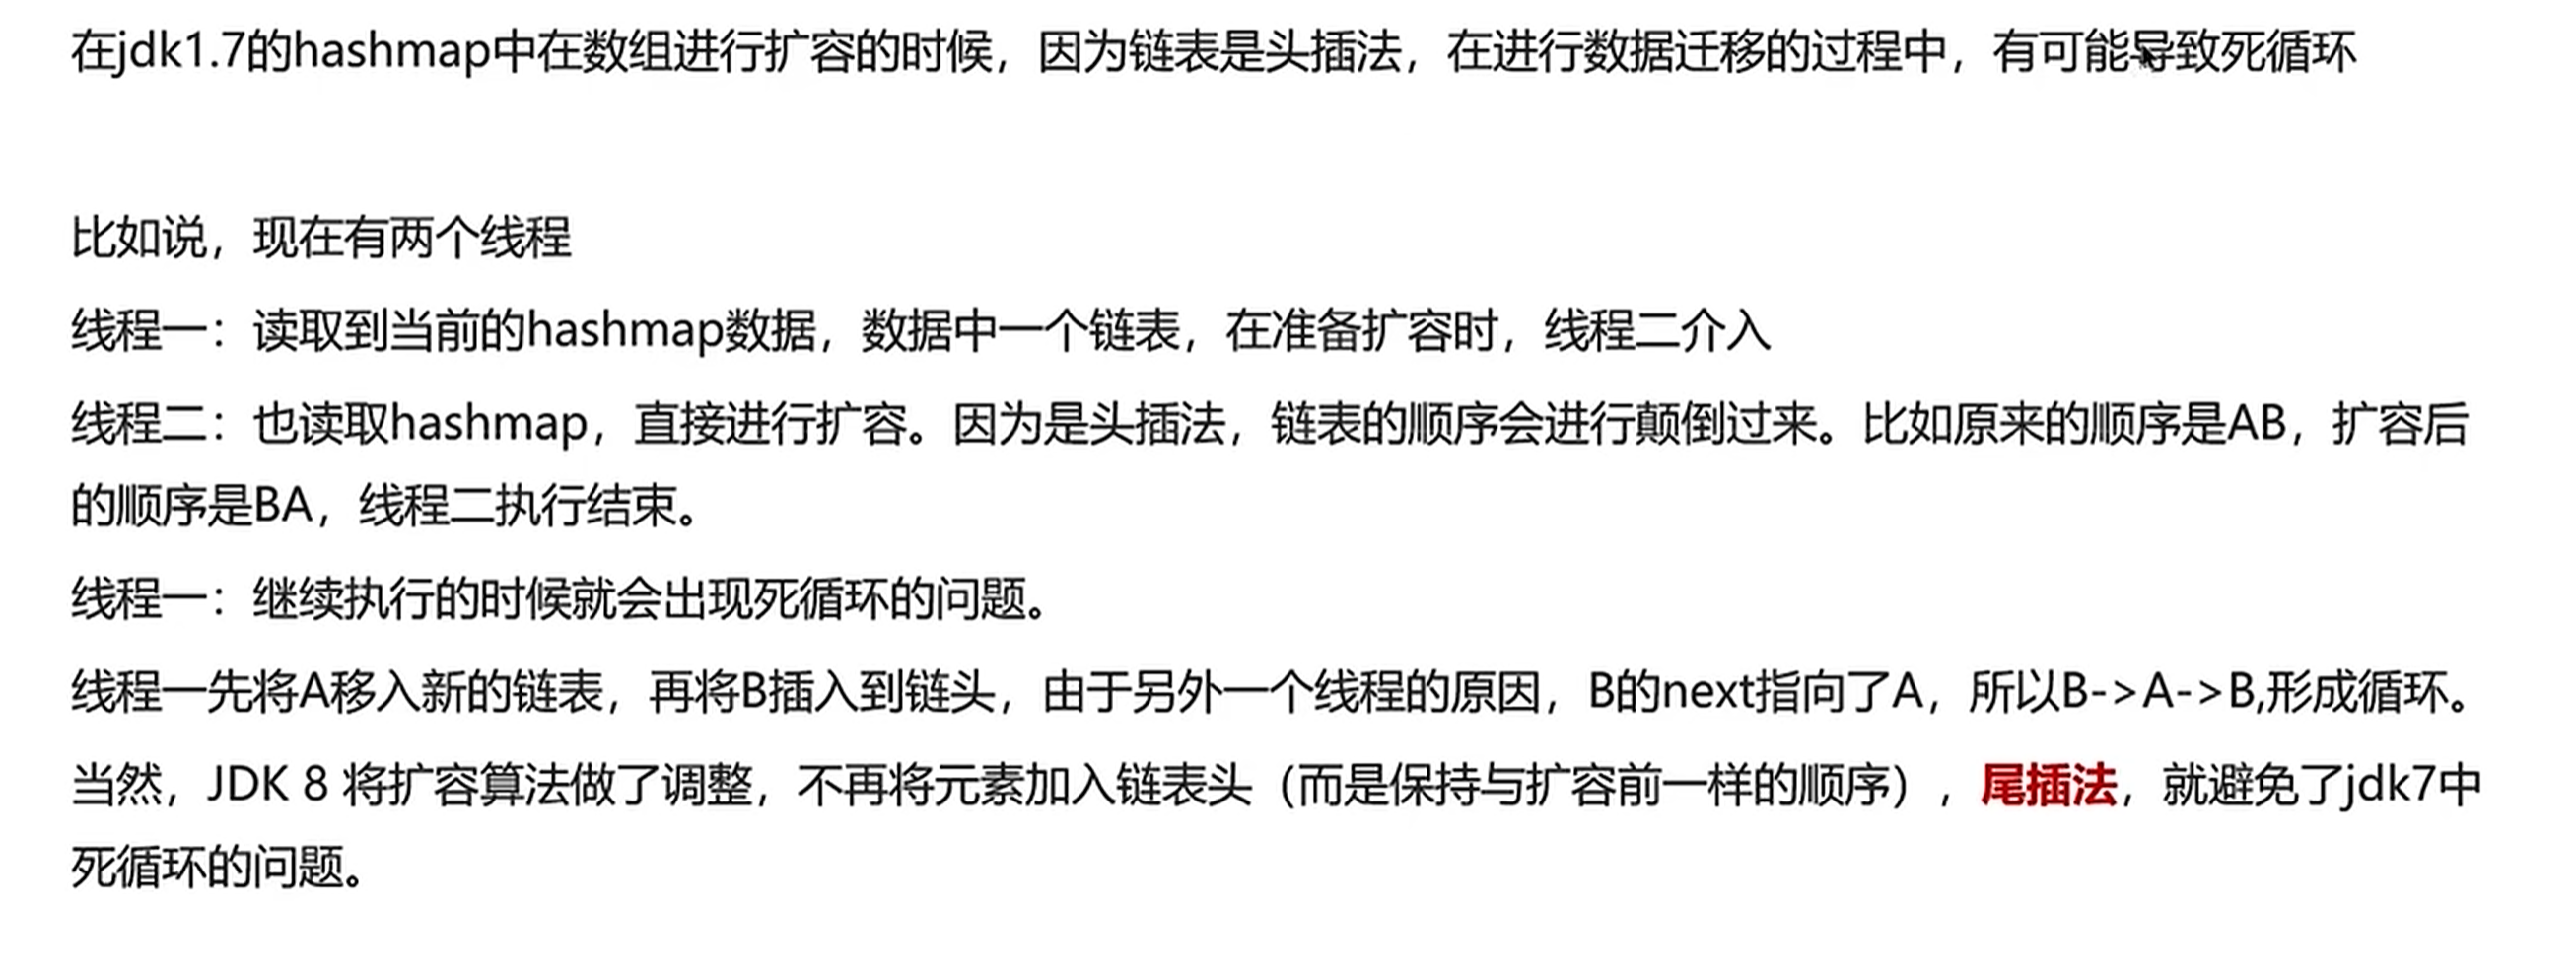 在jdk1.7的hashmap中在数组进行扩容的时候，因为链表是头插法，在进行数据迁移的过程中，有可能导致死循环
比如说，现在有两个线程
线程一：读取到当前的hashmap数据，数据中一个链表，在准备扩容时，线程二介入
线程二：也读取hashmap，直接进行扩容。因为是头插法，链表的顺序会进行颠倒过来。比如原来的顺序是AB，扩容后
的顺序是BA，线程二执行结束。
线程一：继续执行的时候就会出现死循环的问题。
线程一先将A移入新的链表，再将B插入到链头，由于另外一个线程的原因，B的next指向了A，所以B->A->B,形成循环。
当然，JDK 8 将扩容算法做了调整，不再将元素加入链表头（而是保持与扩容前一样的顺序），尾插法，就避免了jdk7中
死循环的问题。